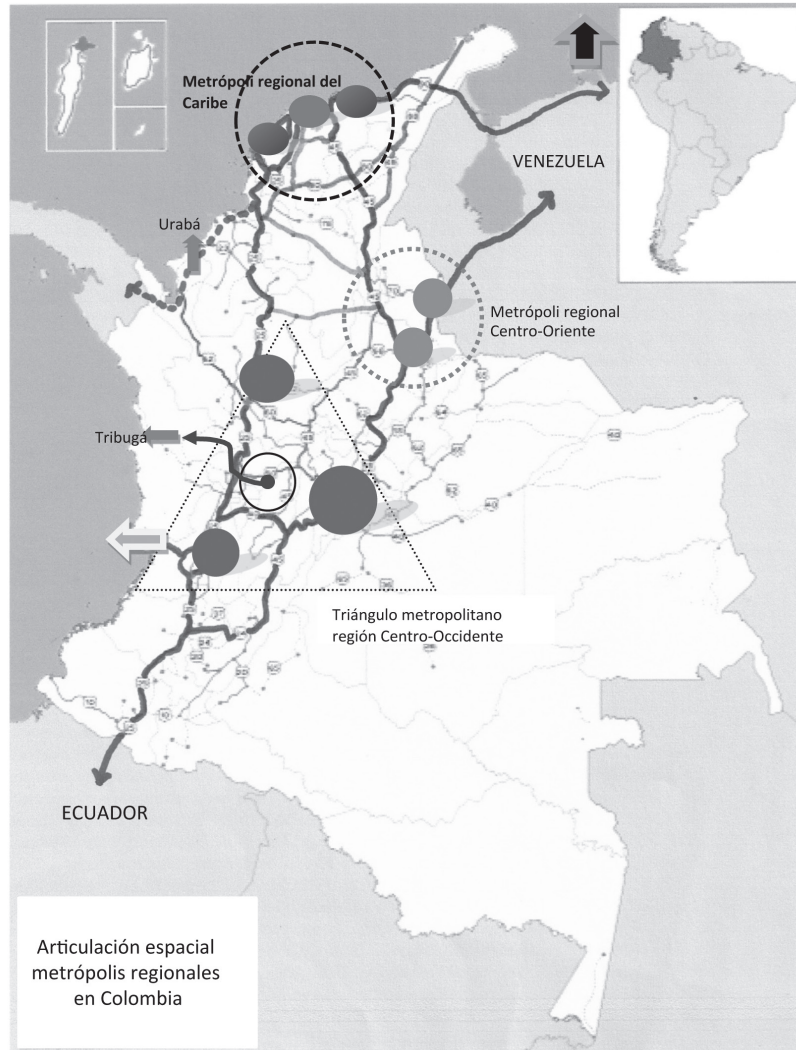 Metrópoli regional del
Caribe
VENEZUELA
Urabá
Metrópoli regional
Centro-Oriente
Tribugá
Triángulo metropolitano
región Centro-Occidente
ECUADOR
Articulación espacial
metrópolis regionales
en Colombia